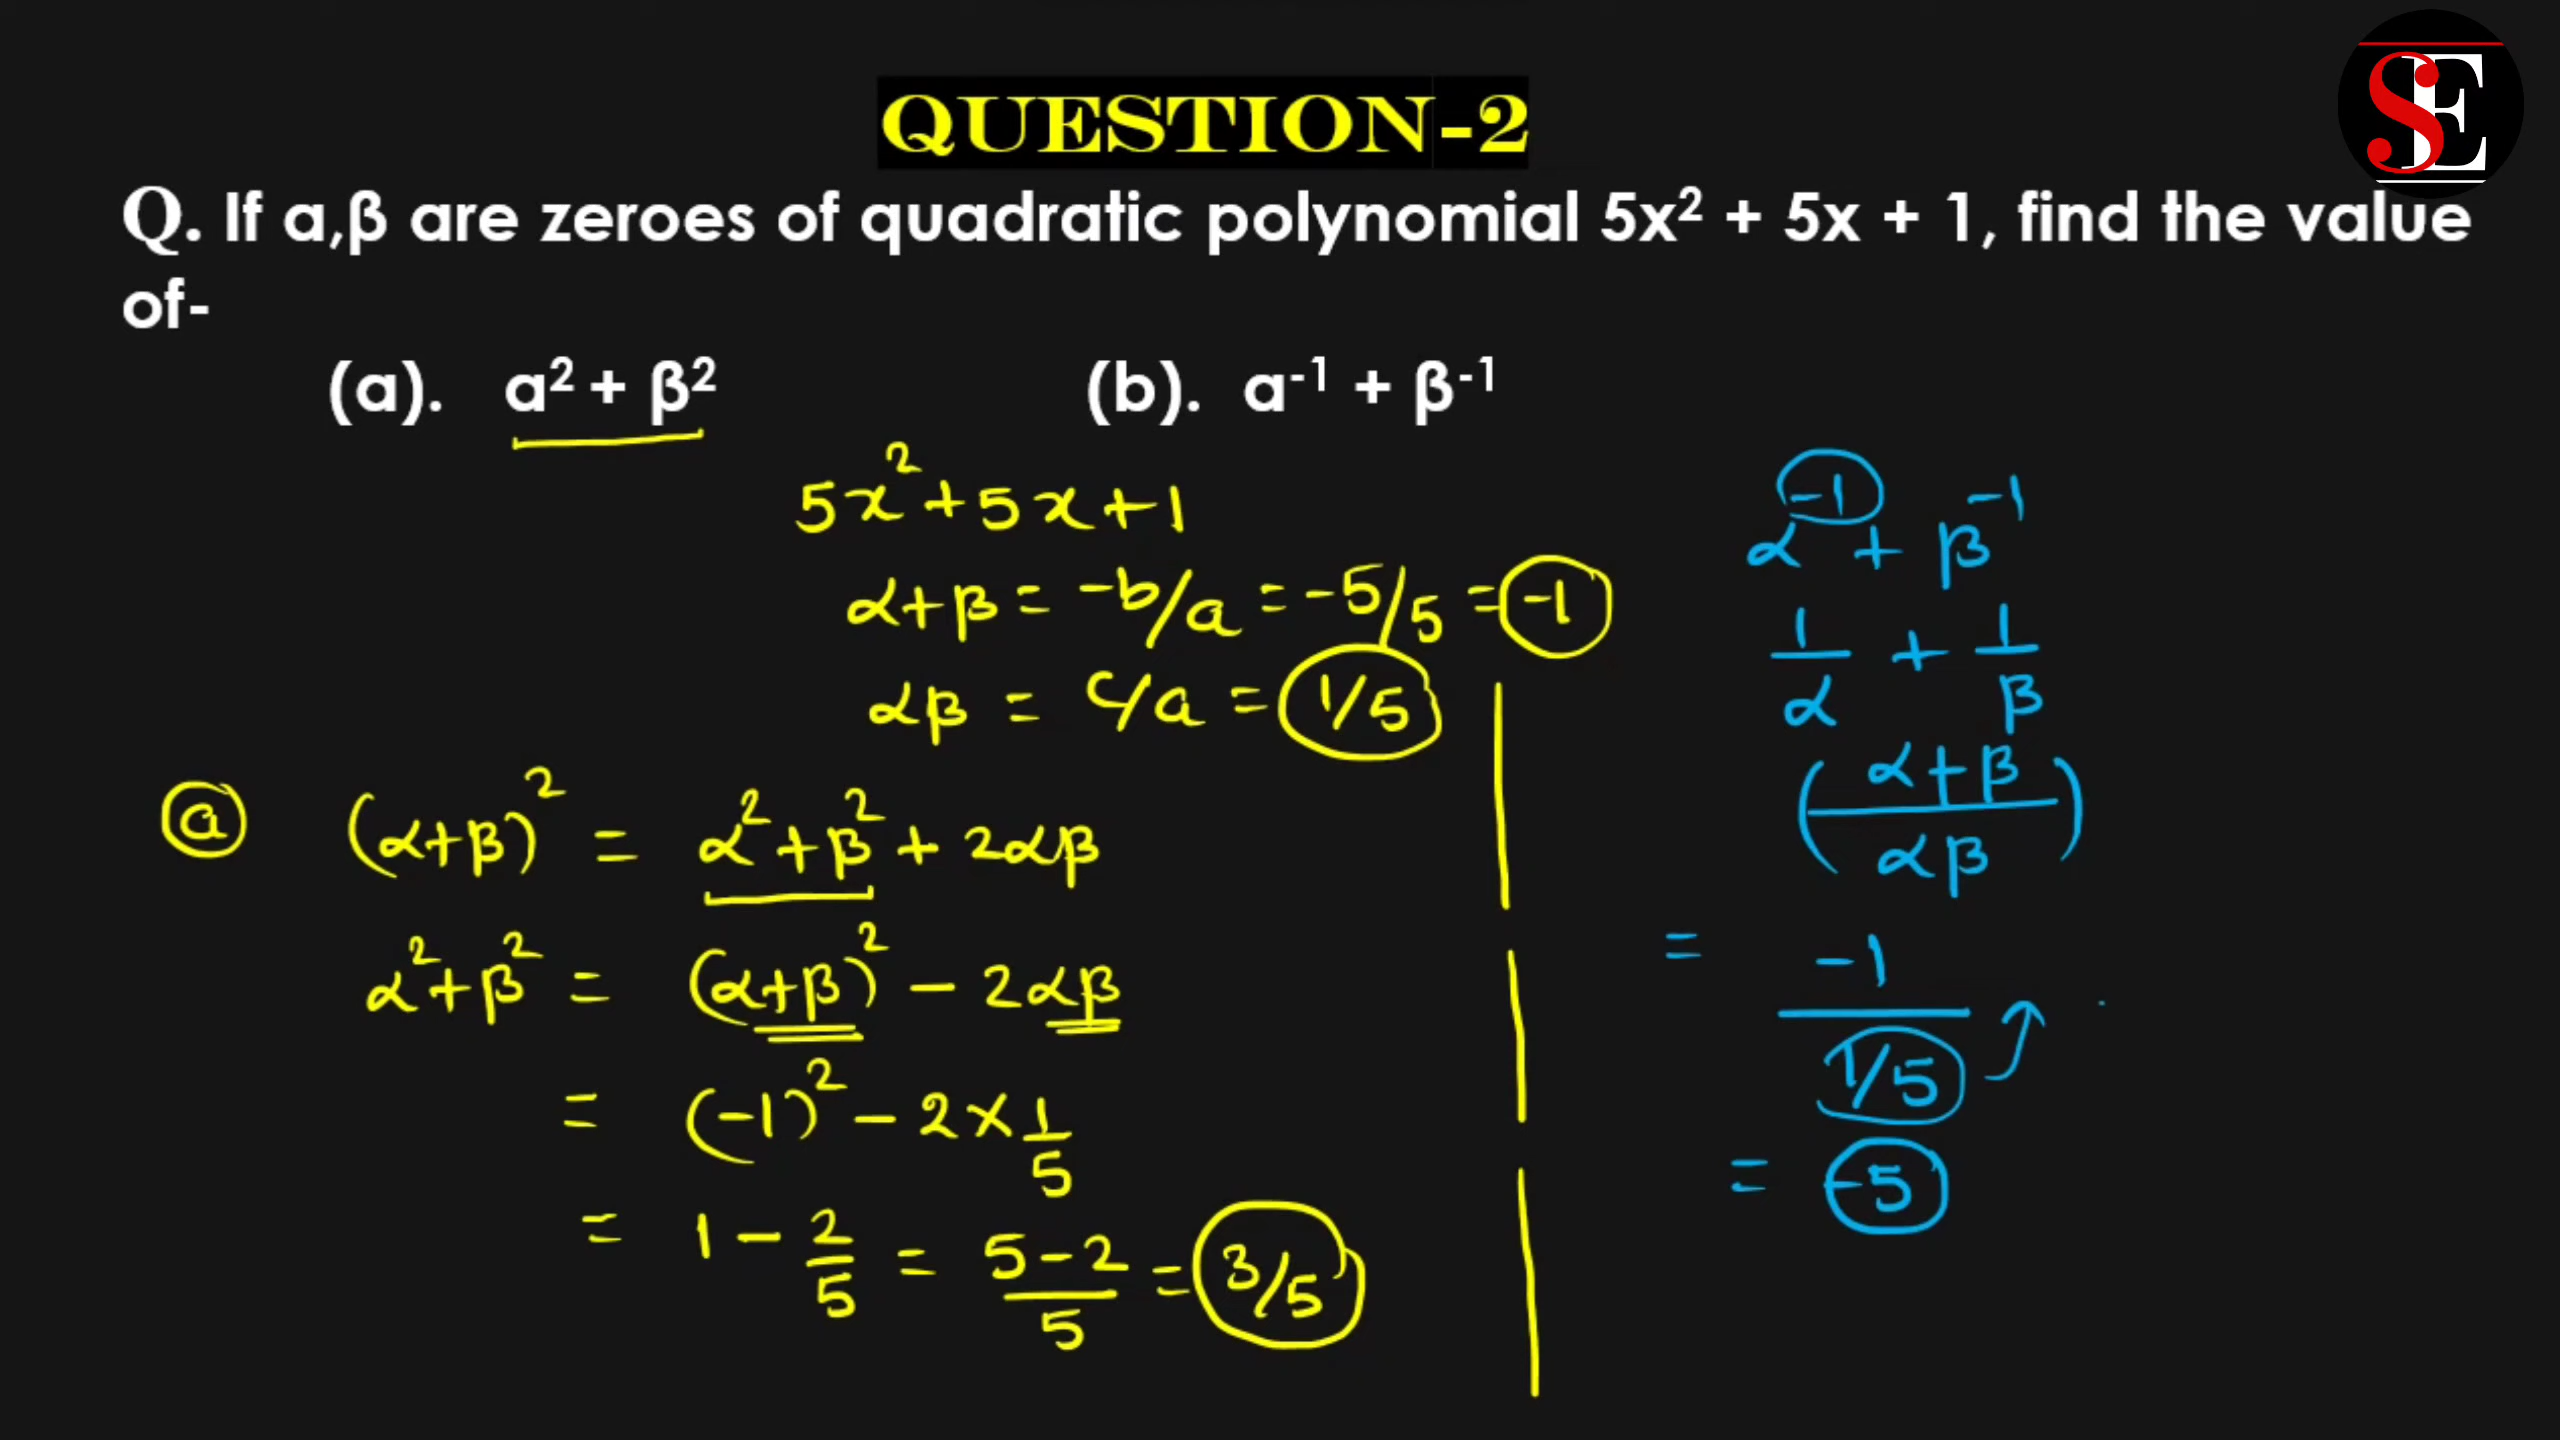 SE
QUESTION-2
Q. If α,β are zeroes of quadratic polynomial 5x² + 5x + 1, find the value
of-
(a). α² + β² (b). α⁻¹ + β⁻¹
5x² + 5x + 1
α+β = -b/a = -5/5 = -1
αβ = c/a = 1/5
(a) (α+β)² = α²+β² + 2αβ
α²+β² = (α+β)² - 2αβ
= (-1)² - 2 × 1/5
= 1 - 2/5 = (5-2)/5 = 3/5
α⁻¹ + β⁻¹
1/α + 1/β
((α+β)/(αβ))
= -1/(1/5)
= -5